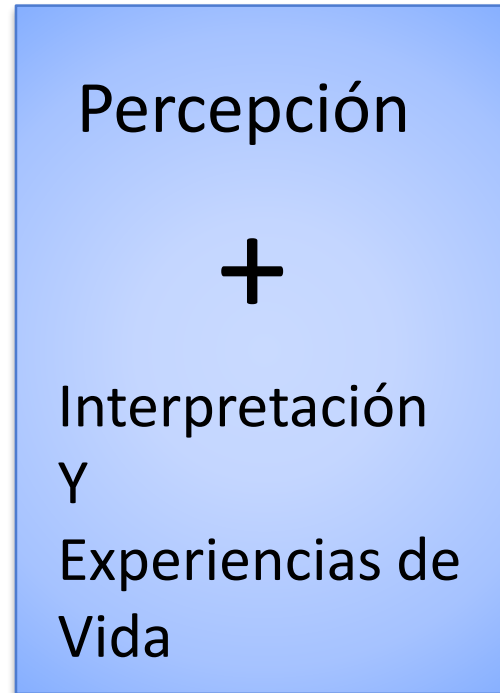 Percepción
+
Interpretación
Y
Experiencias de
Vida